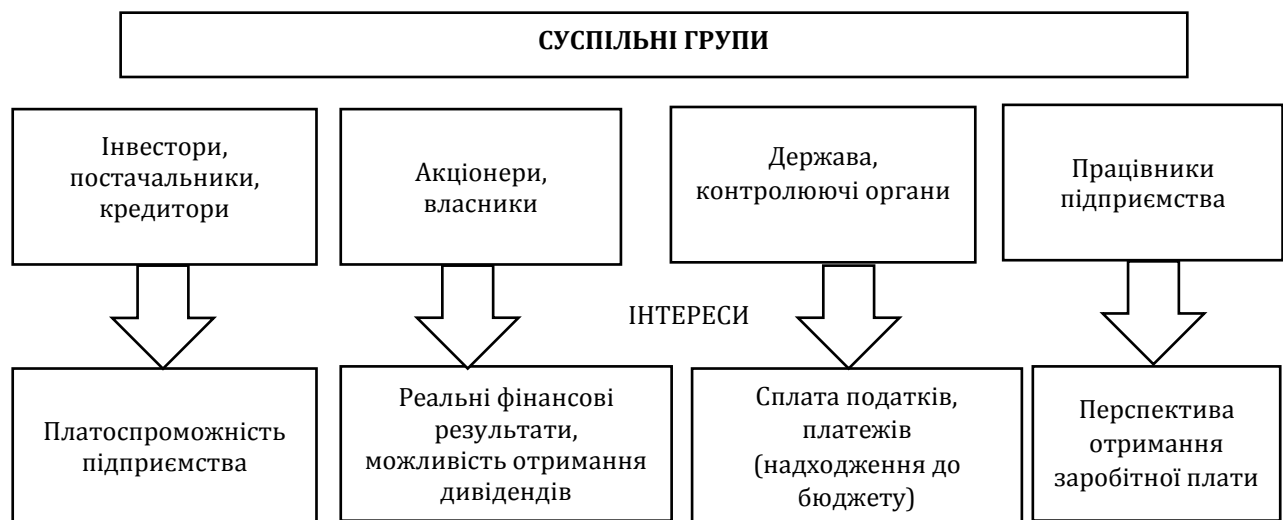 СУСПІЛЬНІ ГРУПИ
Інвестори,
постачальники,
кредитори
Акціонери,
власники
Держава,
контролюючі органи
Працівники
підприємства
ІНТЕРЕСИ
Платоспроможність
підприємства
Реальні фінансові
результати,
можливість отримання
дивідендів
Сплата податків,
платежів
(надходження до
бюджету)
Перспектива
отримання
заробітної плати